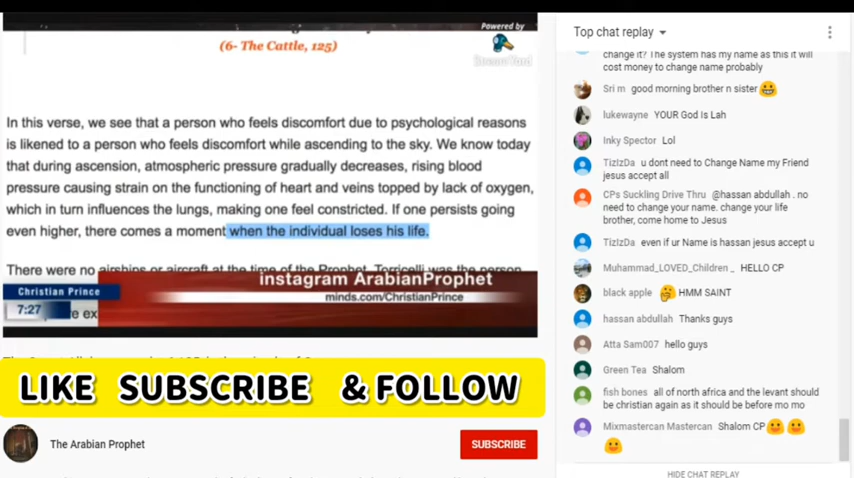 Powered by
StreamYard
(6- The Cattle, 125)
In this verse, we see that a person who feels discomfort due to psychological reasons
is likened to a person who feels discomfort while ascending to the sky. We know today
that during ascension, atmospheric pressure gradually decreases, rising blood
pressure causing strain on the functioning of heart and veins topped by lack of oxygen,
which in turn influences the lungs, making one feel constricted. If one persists going
even higher, there comes a moment when the individual loses his life.
There were no airships or aircraft at the time of the Prophet. Torricelli was the person
instagram ArabianProphet
Christian Prince
minds.com/ChristianPrince
7:27
re ex
LIKE SUBSCRIBE & FOLLOW
The Arabian Prophet
SUBSCRIBE
Top chat replay
change it? The system has my name as this it will
cost money to change name probably
Sri m good morning brother n sister
lukewayne YOUR God Is Lah
Inky Spector Lol
TizIzDa u dont need to Change Name my Friend
jesus accept all
CPs Suckling Drive Thru @hassan abdullah . no
need to change your name. change your life
brother, come home to Jesus
TizIzDa even if ur Name is hassan jesus accept u
Muhammad_LOVED_Children _ HELLO CP
black apple HMM SAINT
hassan abdullah Thanks guys
Atta Sam007 hello guys
Green Tea Shalom
fish bones all of north africa and the levant should
be christian again as it should be before mo mo
Mixmastercan Mastercan Shalom CP
HIDE CHAT REPLAY